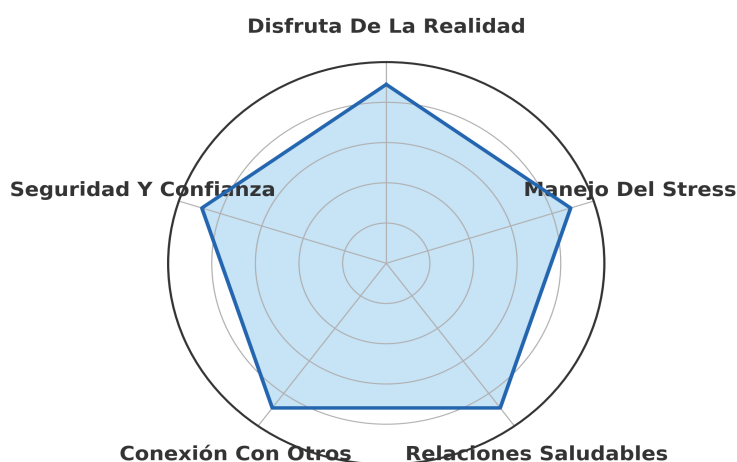 Disfruta De La Realidad
Seguridad Y Confianza
Manejo Del Stress
Conexión Con Otros
Relaciones Saludables